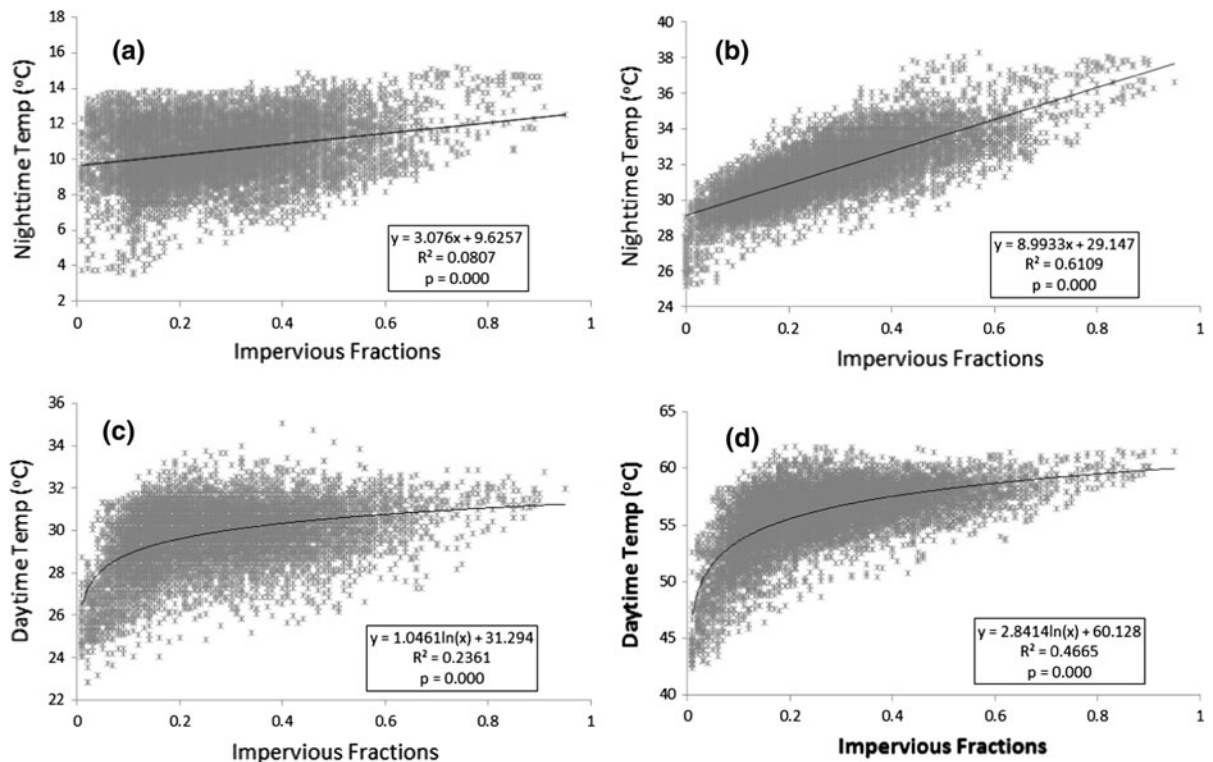 (a)
Nighttime Temp (°C)
18
16
14
12
10
8
6
4
2
y = 3.076x + 9.6257
R² = 0.0807
p = 0.000
0
0.2
0.4
0.6
0.8
1
Impervious Fractions
(b)
Nighttime Temp (°C)
40
38
36
34
32
30
28
26
24
y = 8.9933x + 29.147
R² = 0.6109
p = 0.000
0
0.2
0.4
0.6
0.8
1
Impervious Fractions
(c)
Daytime Temp (°C)
36
34
32
30
28
26
24
22
y = 1.0461ln(x) + 31.294
R² = 0.2361
p = 0.000
0
0.2
0.4
0.6
0.8
1
Impervious Fractions
(d)
Daytime Temp (°C)
65
60
55
50
45
40
y = 2.8414ln(x) + 60.128
R² = 0.4665
p = 0.000
0
0.2
0.4
0.6
0.8
1
Impervious Fractions